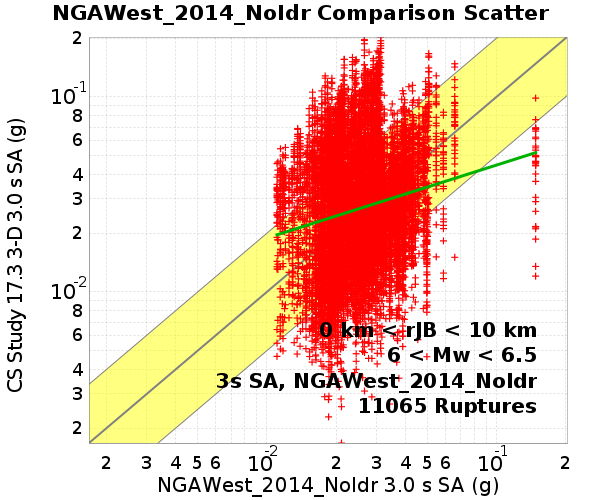 NGAWest_2014_NoIdr Comparison Scatter
CS Study 17.3 3-D 3.0 s SA (g)
2
10-1
8
6
4
3
2
10-2
8
6
4
3
2
0 km < rJB < 10 km
6 < Mw < 6.5
3s SA, NGAWest_2014_NoIdr
11065 Ruptures
2 3 4 5 6 10-2 2 3 4 5 6 10-1 2
NGAWest_2014_NoIdr 3.0 s SA (g)